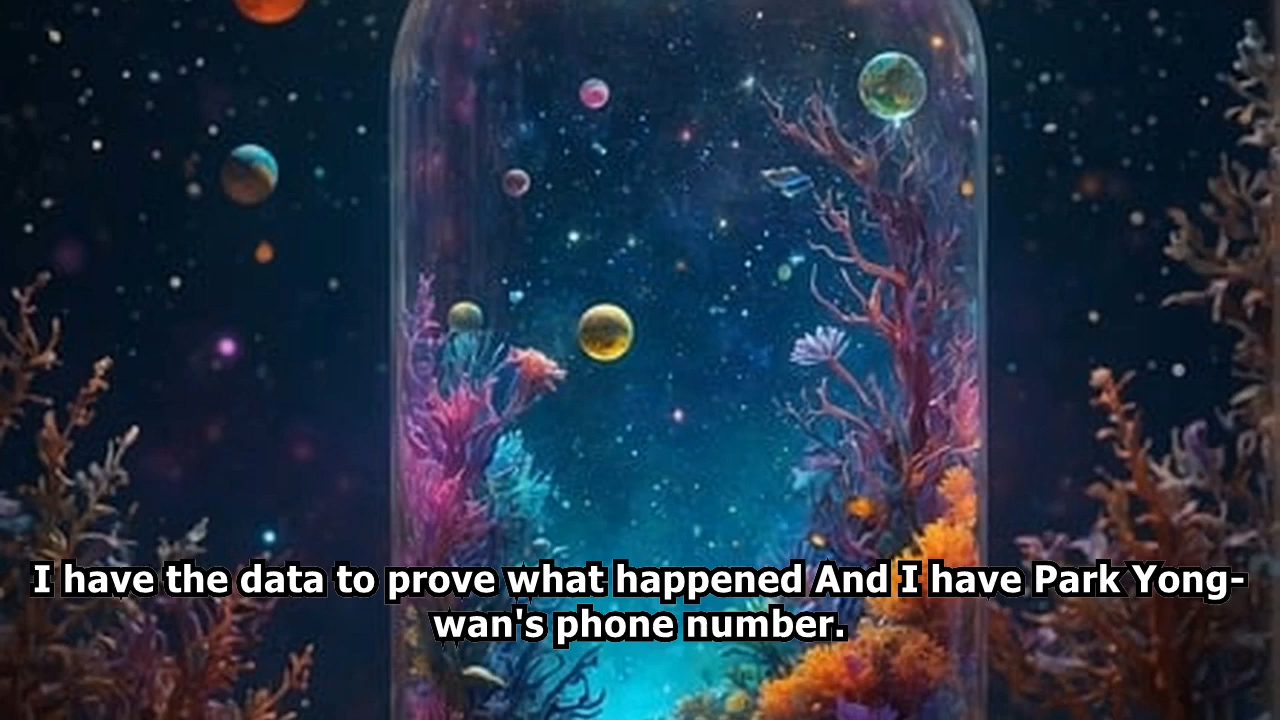 I have the data to prove what happened And I have Park Yong-
wan's phone number.